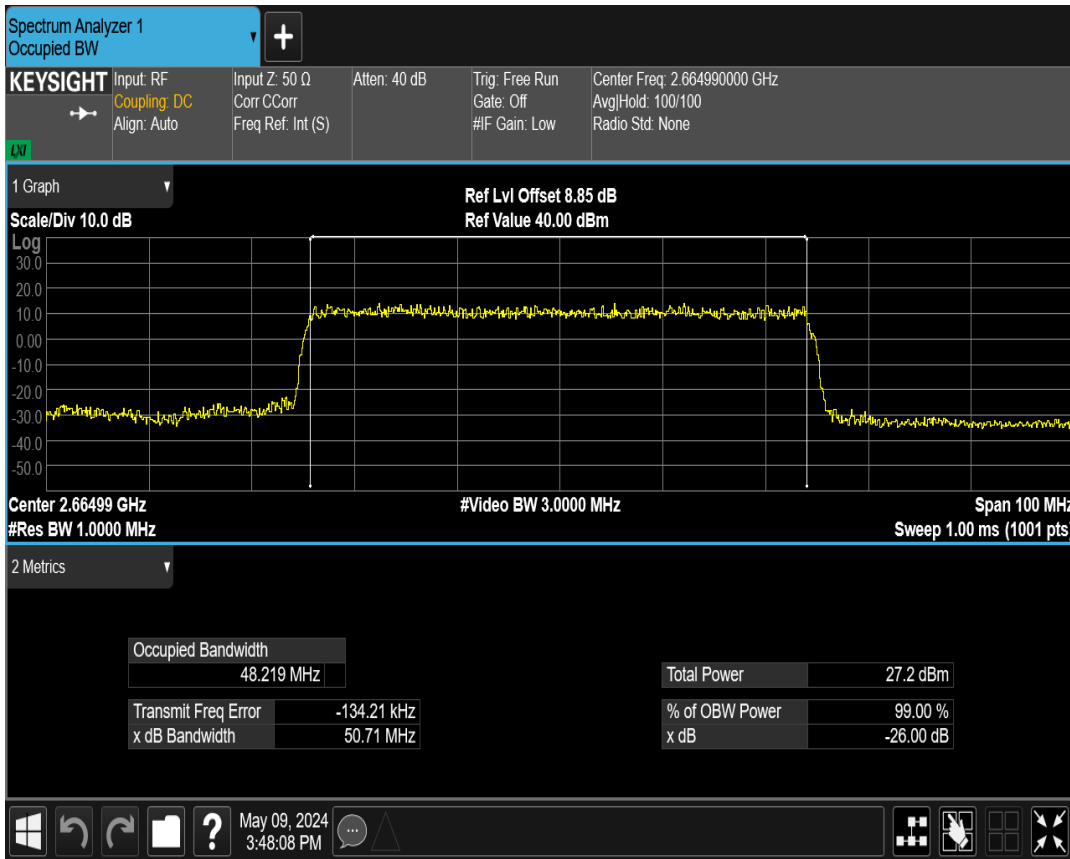 Spectrum Analyzer 1
Occupied BW
+
KEYSIGHT
LXI
Input: RF
Coupling: DC
Align: Auto
Input Z: 50 Ω
Corr CCorr
Freq Ref: Int (S)
Atten: 40 dB
Trig: Free Run
Gate: Off
#IF Gain: Low
Center Freq: 2.664990000 GHz
Avg|Hold: 100/100
Radio Std: None
1 Graph
Scale/Div 10.0 dB
Ref Lvl Offset 8.85 dB
Ref Value 40.00 dBm
Log
30.0
20.0
10.0
0.00
-10.0
-20.0
-30.0
-40.0
-50.0
Center 2.66499 GHz
#Video BW 3.0000 MHz
Span 100 MHz
#Res BW 1.0000 MHz
Sweep 1.00 ms (1001 pts)
2 Metrics
Occupied Bandwidth
48.219 MHz
Total Power 27.2 dBm
Transmit Freq Error -134.21 kHz
% of OBW Power 99.00 %
x dB Bandwidth 50.71 MHz
x dB -26.00 dB
?
May 09, 2024
3:48:08 PM